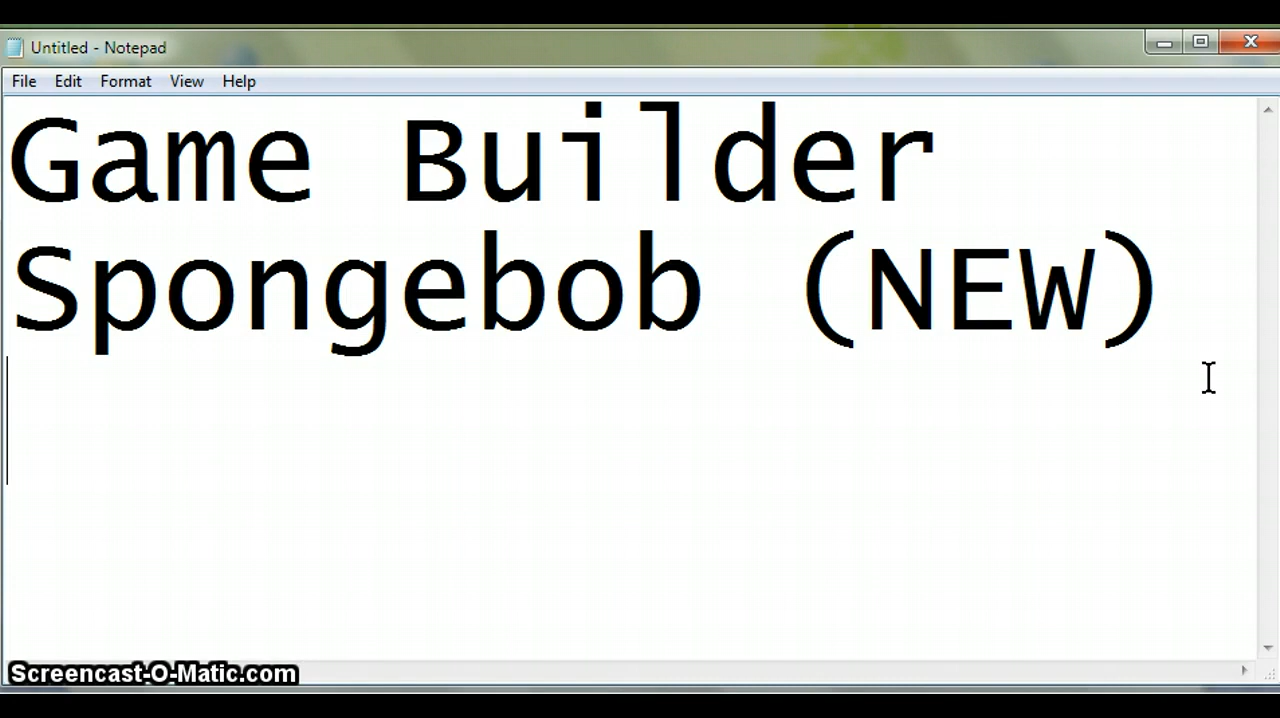 Untitled - Notepad
File Edit Format View Help
Game Builder
Spongebob (NEW)
Screencast-O-Matic.com